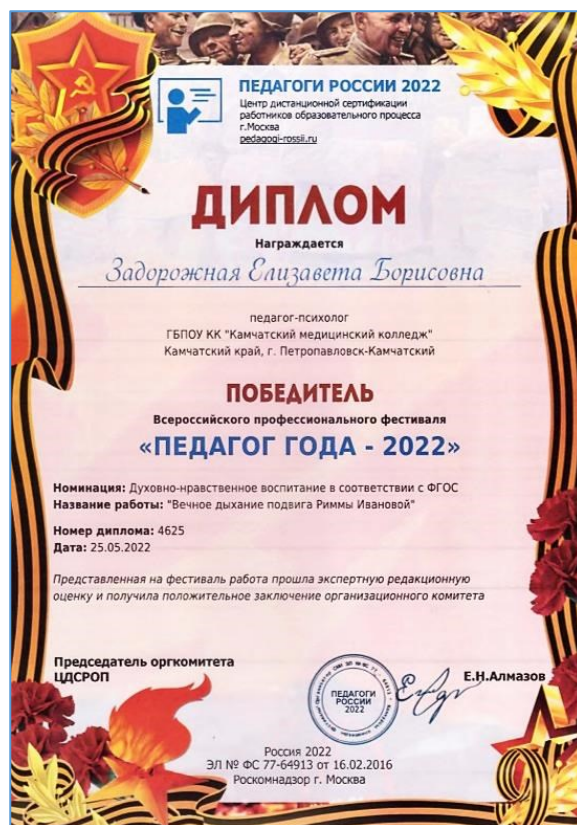 ПЕДАГОГИ РОССИИ 2022
Центр дистанционной сертификации
работников образовательного процесса
г.Москва
pedagogi-rossii.ru
ДИПЛОМ
Награждается
Задорожная Елизавета Борисовна
педагог-психолог
ГБПОУ КК "Камчатский медицинский колледж"
Камчатский край, г. Петропавловск-Камчатский
ПОБЕДИТЕЛЬ
Всероссийского профессионального фестиваля
«ПЕДАГОГ ГОДА - 2022»
Номинация: Духовно-нравственное воспитание в соответствии с ФГОС
Название работы: "Вечное дыхание подвига Риммы Ивановой"
Номер диплома: 4625
Дата: 25.05.2022
Представленная на фестиваль работа прошла экспертную редакционную
оценку и получила положительное заключение организационного комитета
Председатель оргкомитета
ЦДСРОП
ПЕДАГОГИ
РОССИИ
2022
Е.Н.Алмазов
Россия 2022
ЭЛ № ФС 77-64913 от 16.02.2016
Роскомнадзор г. Москва